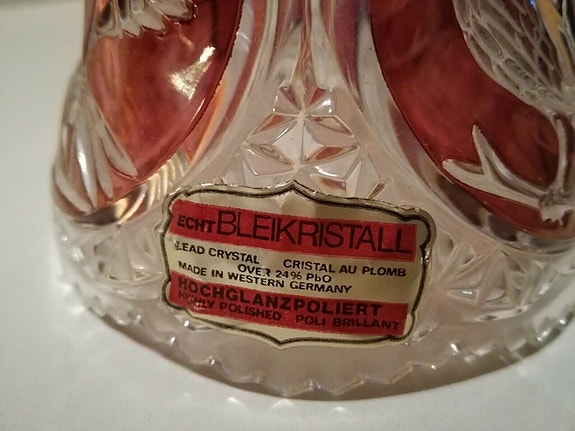 ECHT BLEIKRISTALL
LEAD CRYSTAL CRISTAL AU PLOMB
OVER 24% PbO
MADE IN WESTERN GERMANY
HOCHGLANZPOLIERT
HIGHLY POLISHED POLI BRILLANT